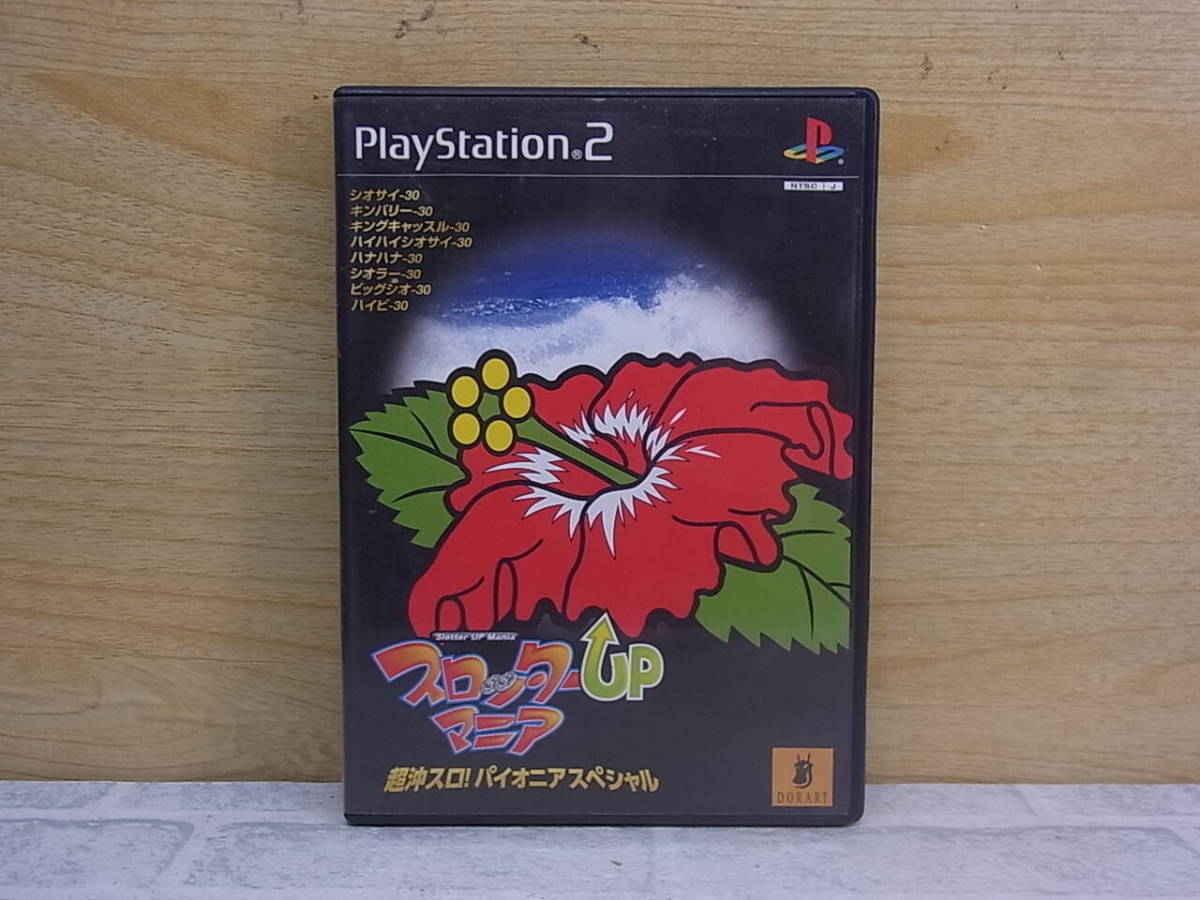 PlayStation®2
NTSC J
シオサイ-30
キンバリー-30
キングキャッスル-30
ハイハイシオサイ-30
ハナハナ-30
シオラー-30
ビッグシオ-30
ハイビ-30
Slotter UP Mania
スロッターUP
マニア
超沖スロ!パイオニアスペシャル
DORART